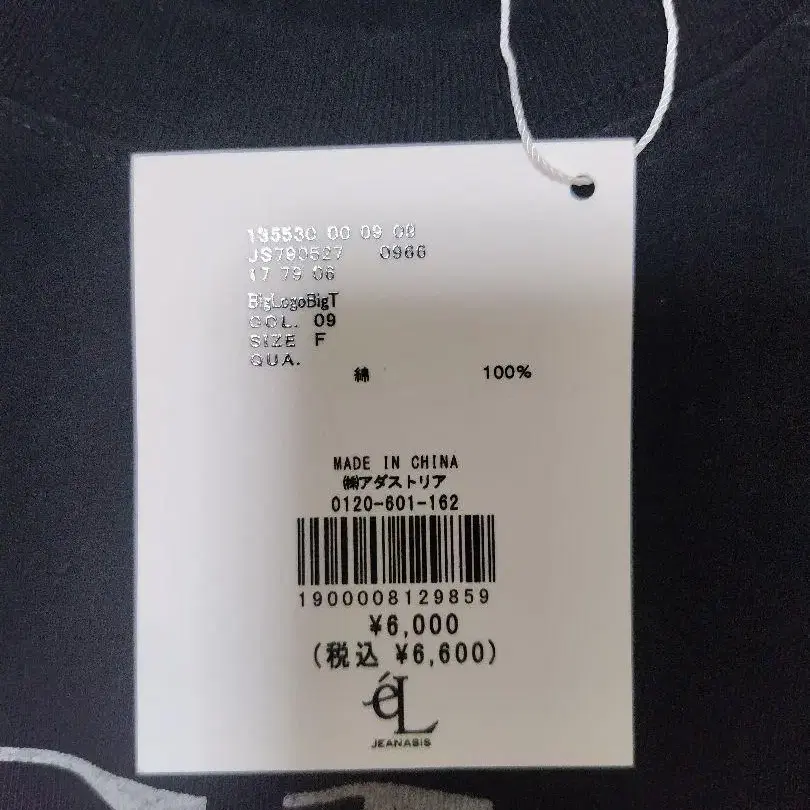 195530 00 09 00
JS790527 0966
17 79 06
BigLogoBigT
COL. 09
SIZE F
QUA.
綿 100%
MADE IN CHINA
㈱アダストリア
0120-601-162
1900008129859
¥6,000
(税込 ¥6,600)
éL
JEANASIS